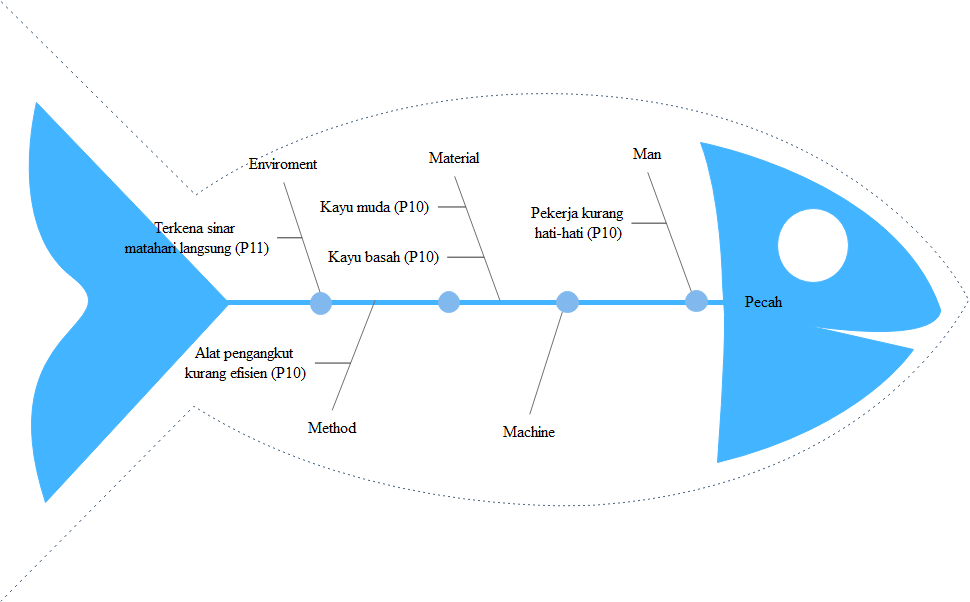 Enviroment
Material
Man
Kayu muda (P10)
Pekerja kurang
hati-hati (P10)
Terkena sinar
matahari langsung (P11)
Kayu basah (P10)
Pecah
Alat pengangkut
kurang efisien (P10)
Method
Machine